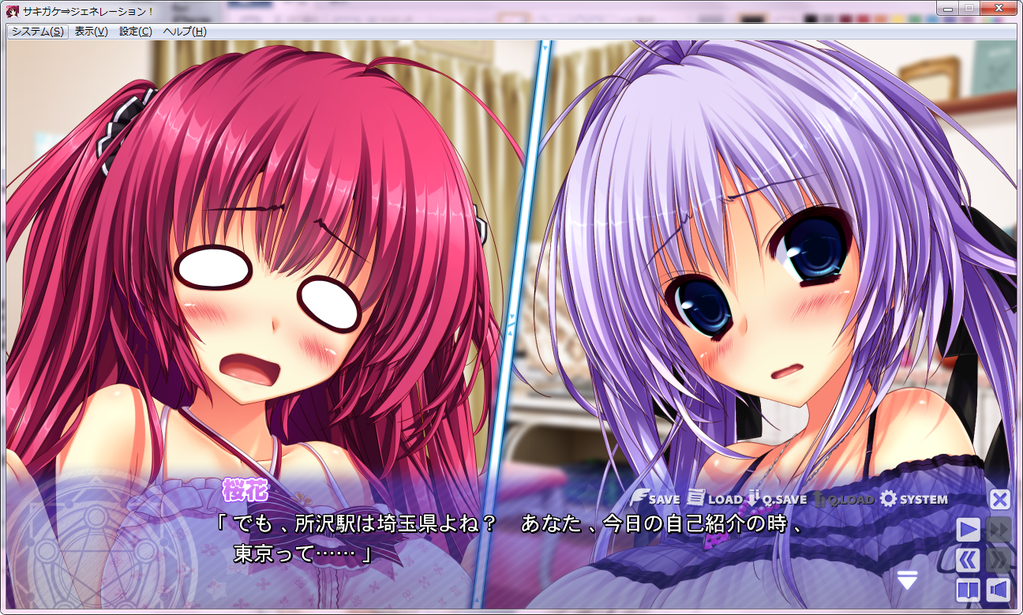 サキガケ⇒ジェネレーション！
システム(S) 表示(V) 設定(C) ヘルプ(H)
SAVE LOAD Q.SAVE Q.LOAD SYSTEM
桜花
「でも、所沢駅は埼玉県よね？　あなた、今日の自己紹介の時、
東京って……」